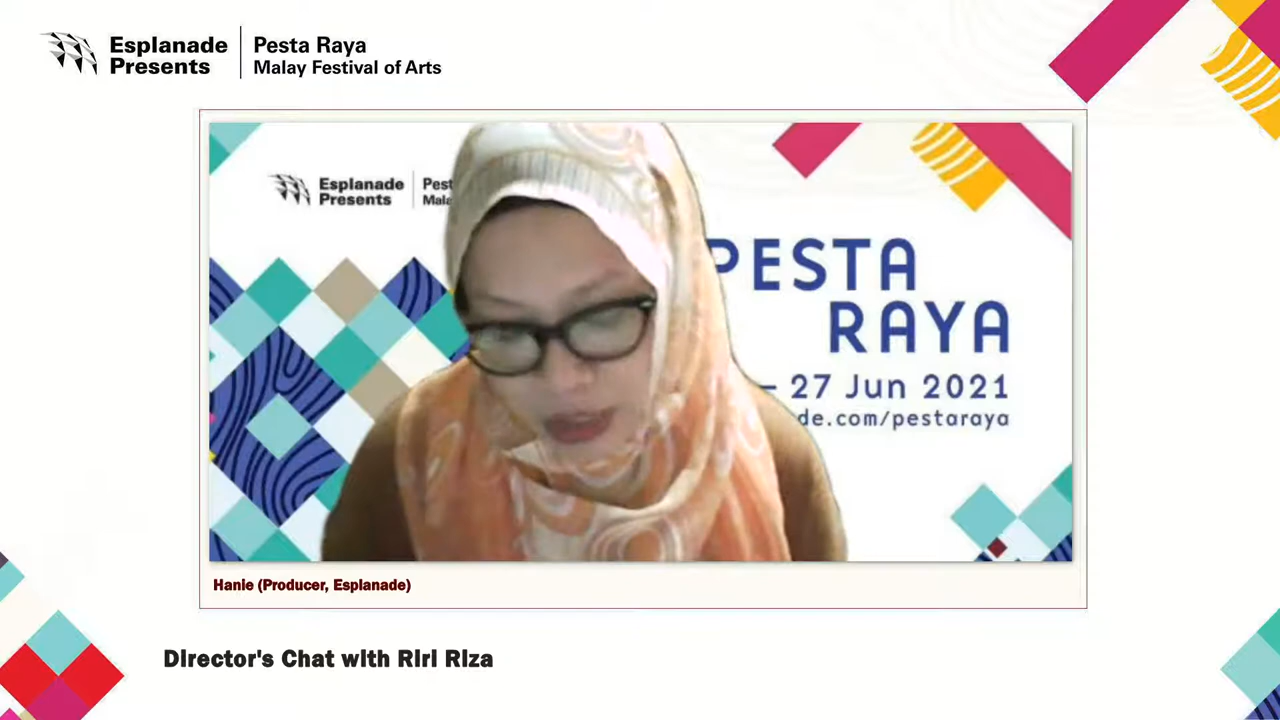 Esplanade
Presents
Pesta Raya
Malay Festival of Arts
Esplanade
Presents
PESTA
RAYA
– 27 Jun 2021
de.com/pestaraya
Hanie (Producer, Esplanade)
Director's Chat with Riri Riza